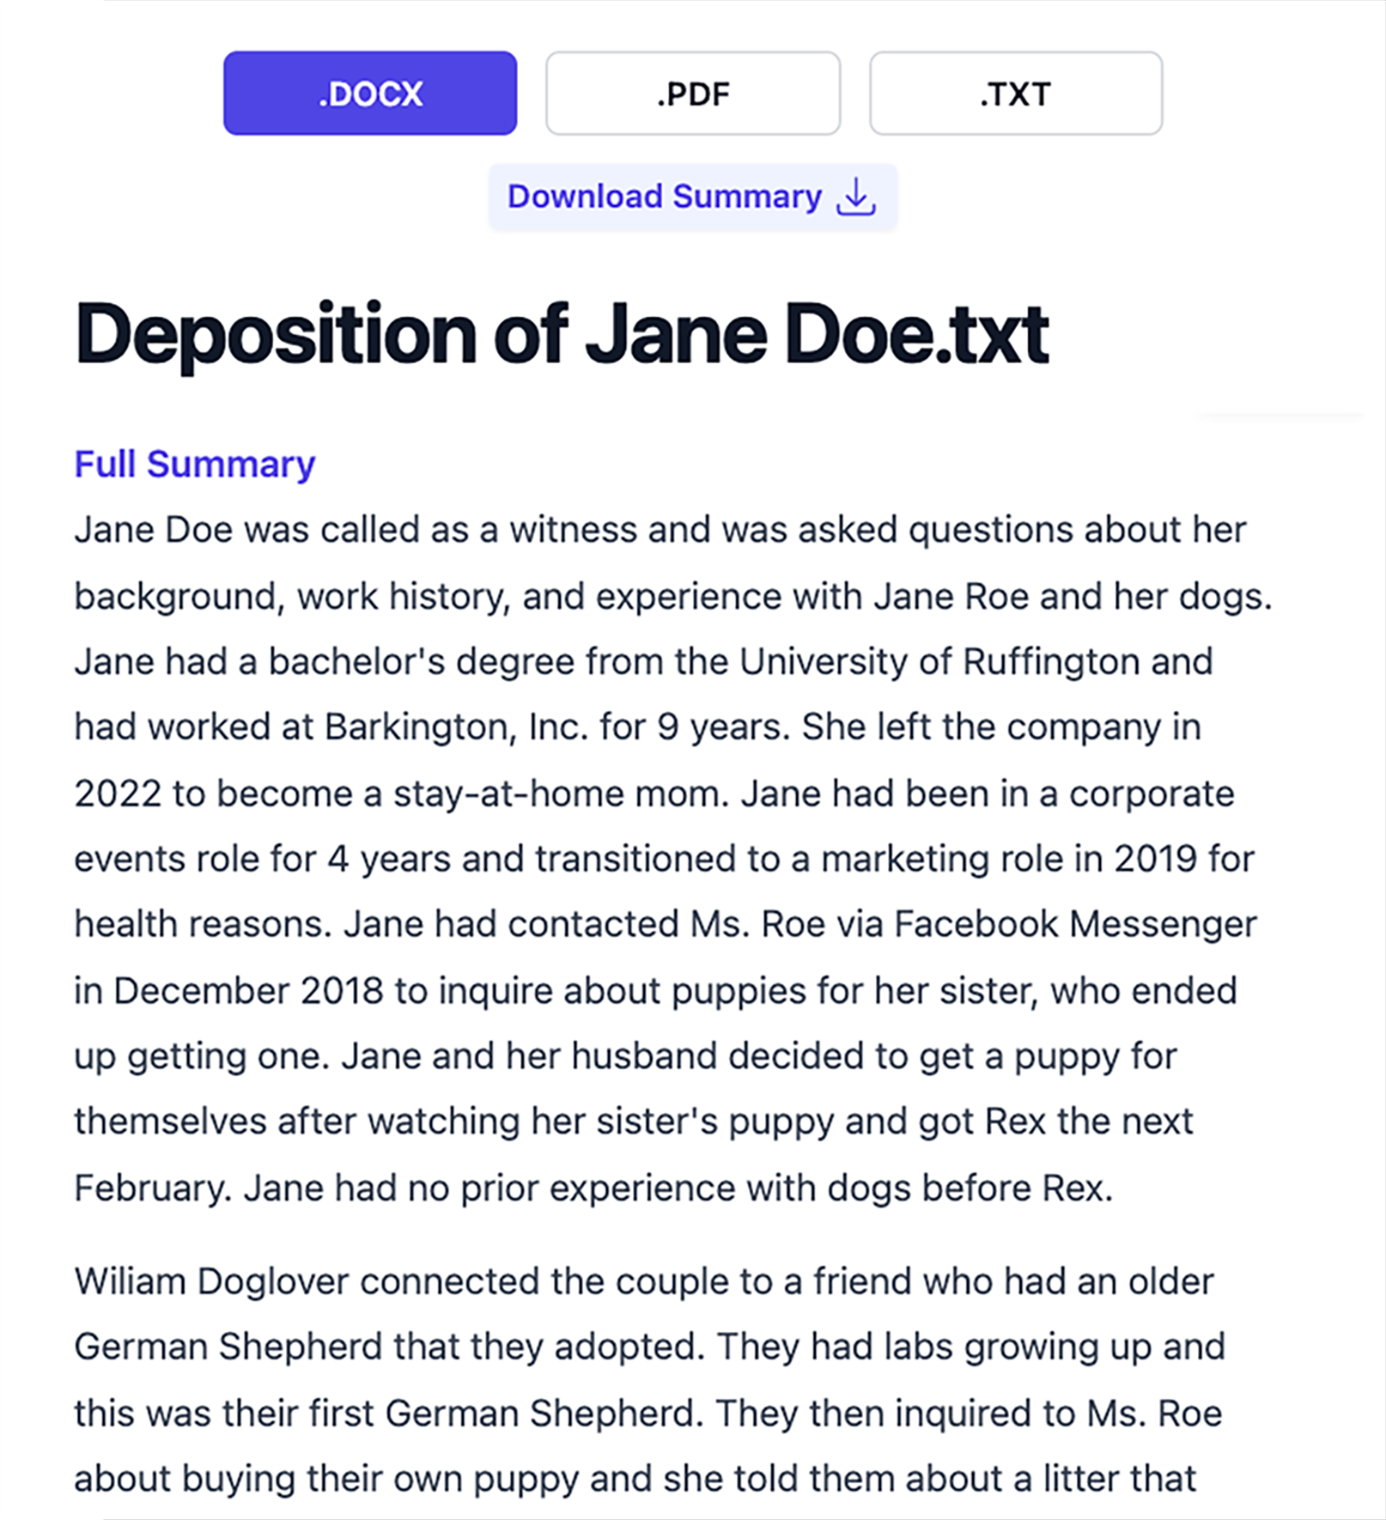 .DOCX
.PDF
.TXT
Download Summary
Deposition of Jane Doe.txt
Full Summary
Jane Doe was called as a witness and was asked questions about her
background, work history, and experience with Jane Roe and her dogs.
Jane had a bachelor's degree from the University of Ruffington and
had worked at Barkington, Inc. for 9 years. She left the company in
2022 to become a stay-at-home mom. Jane had been in a corporate
events role for 4 years and transitioned to a marketing role in 2019 for
health reasons. Jane had contacted Ms. Roe via Facebook Messenger
in December 2018 to inquire about puppies for her sister, who ended
up getting one. Jane and her husband decided to get a puppy for
themselves after watching her sister's puppy and got Rex the next
February. Jane had no prior experience with dogs before Rex.
Wiliam Doglover connected the couple to a friend who had an older
German Shepherd that they adopted. They had labs growing up and
this was their first German Shepherd. They then inquired to Ms. Roe
about buying their own puppy and she told them about a litter that